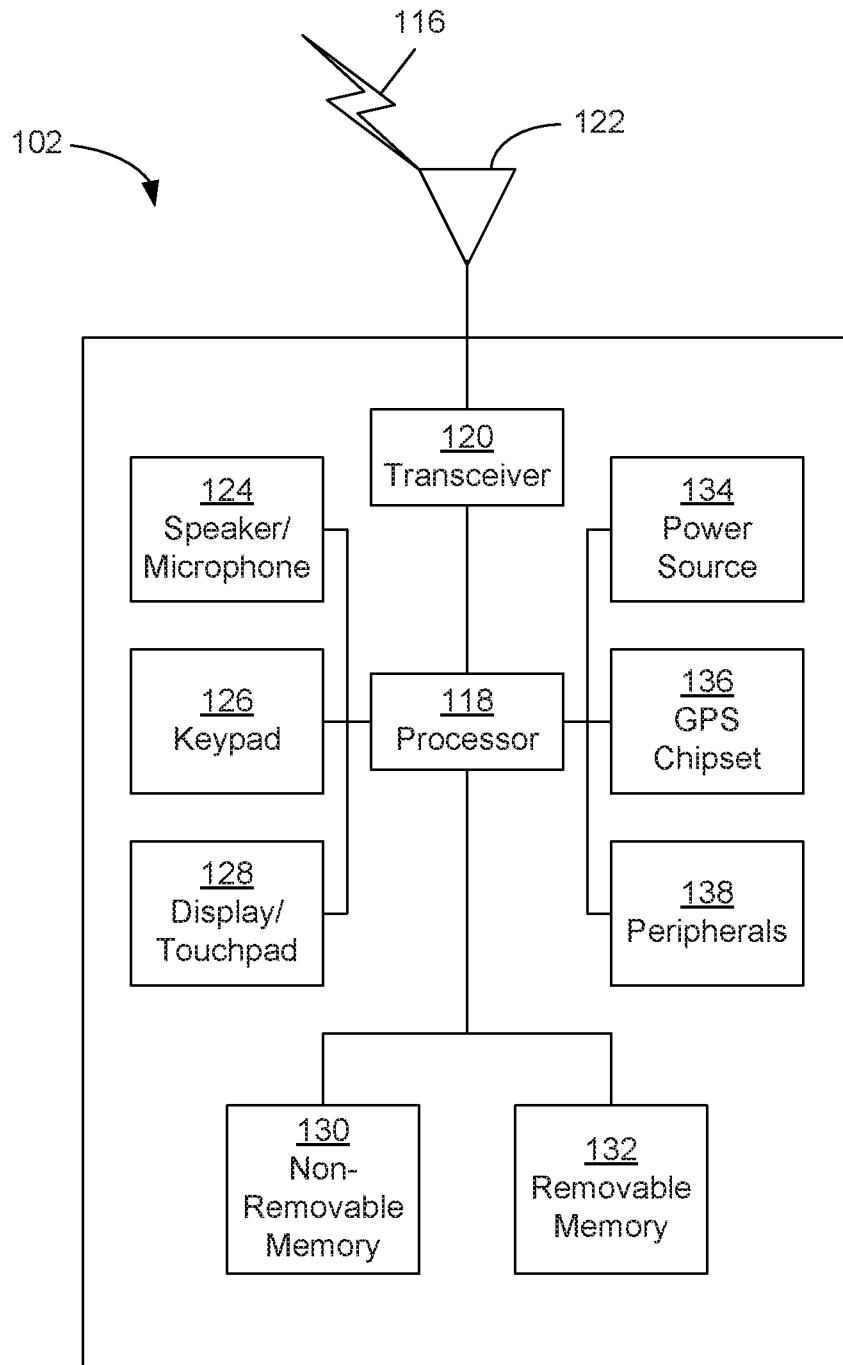 116
122
102
120
Transceiver
124
Speaker/
Microphone
134
Power
Source
126
Keypad
118
Processor
136
GPS
Chipset
128
Display/
Touchpad
138
Peripherals
130
Non-
Removable
Memory
132
Removable
Memory